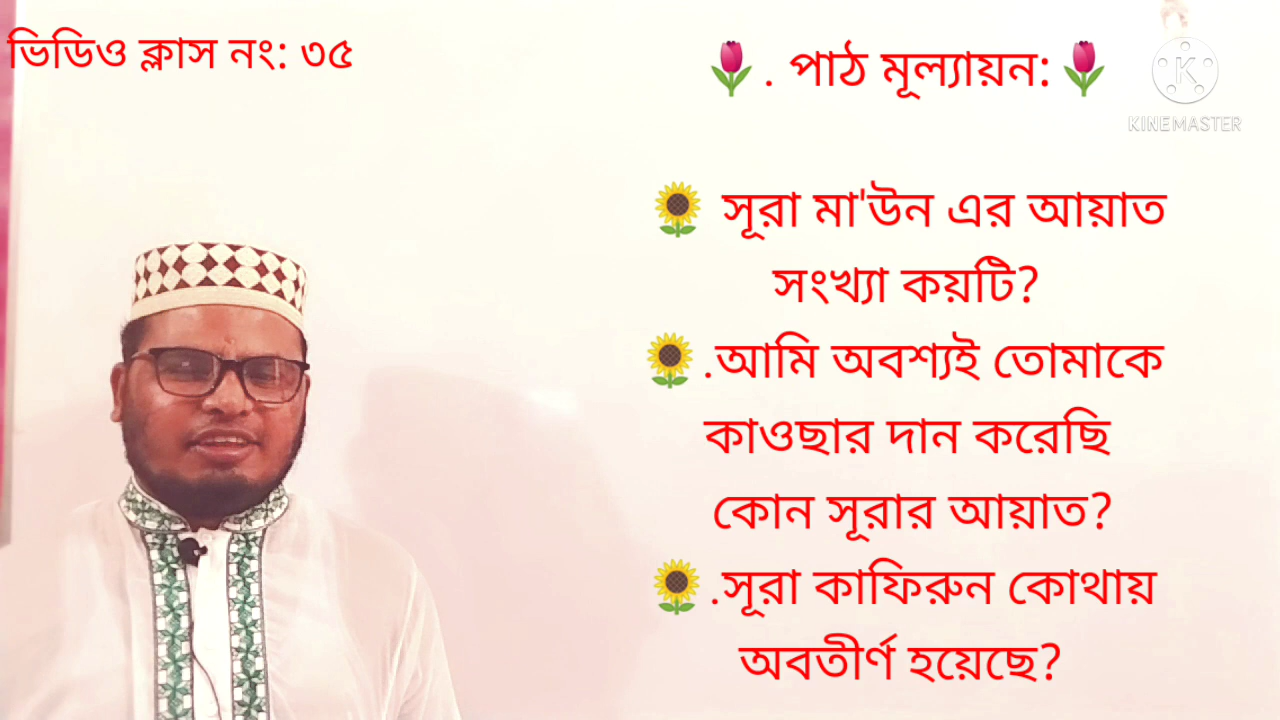 ভিডিও ক্লাস নং: ৩৫
🌷. পাঠ মূল্যায়ন:🌷
KINEMASTER
🌻 সূরা মা'উন এর আয়াত
সংখ্যা কয়টি?
🌻.আমি অবশ্যই তোমাকে
কাওছার দান করেছি
কোন সূরার আয়াত?
🌻.সূরা কাফিরুন কোথায়
অবতীর্ণ হয়েছে?